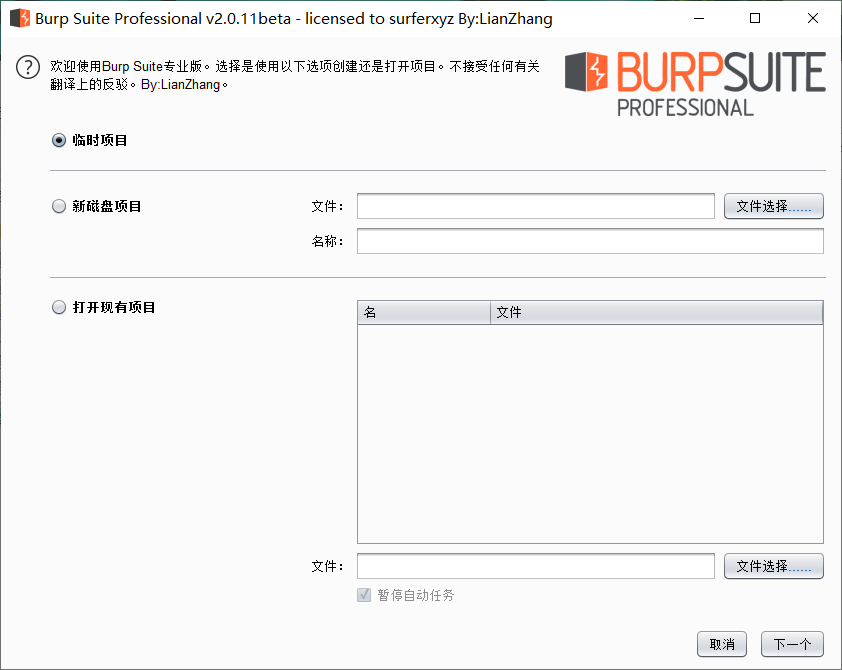 Burp Suite Professional v2.0.11beta - licensed to surferxyz By:LianZhang
欢迎使用Burp Suite专业版。选择是使用以下选项创建还是打开项目。不接受任何有关
翻译上的反驳。By:LianZhang。
BURPSUITE
PROFESSIONAL
临时项目
新磁盘项目
文件：
文件选择......
名称：
打开现有项目
名
文件
文件：
文件选择......
暂停自动任务
取消
下一个